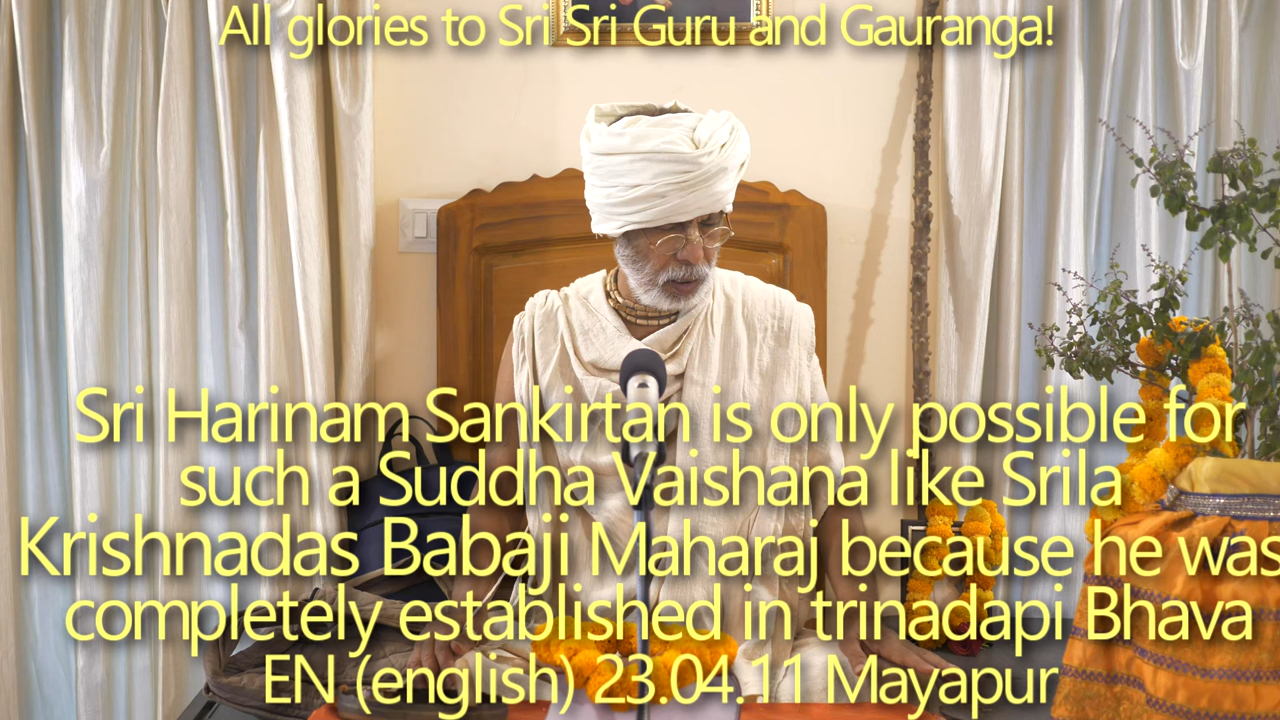 All glories to Sri Sri Guru and Gauranga!
Sri Harinam Sankirtan is only possible for
such a Suddha Vaishana like Srila
Krishnadas Babaji Maharaj because he was
completely established in trinadapi Bhava
EN (english) 23.04.11 Mayapur